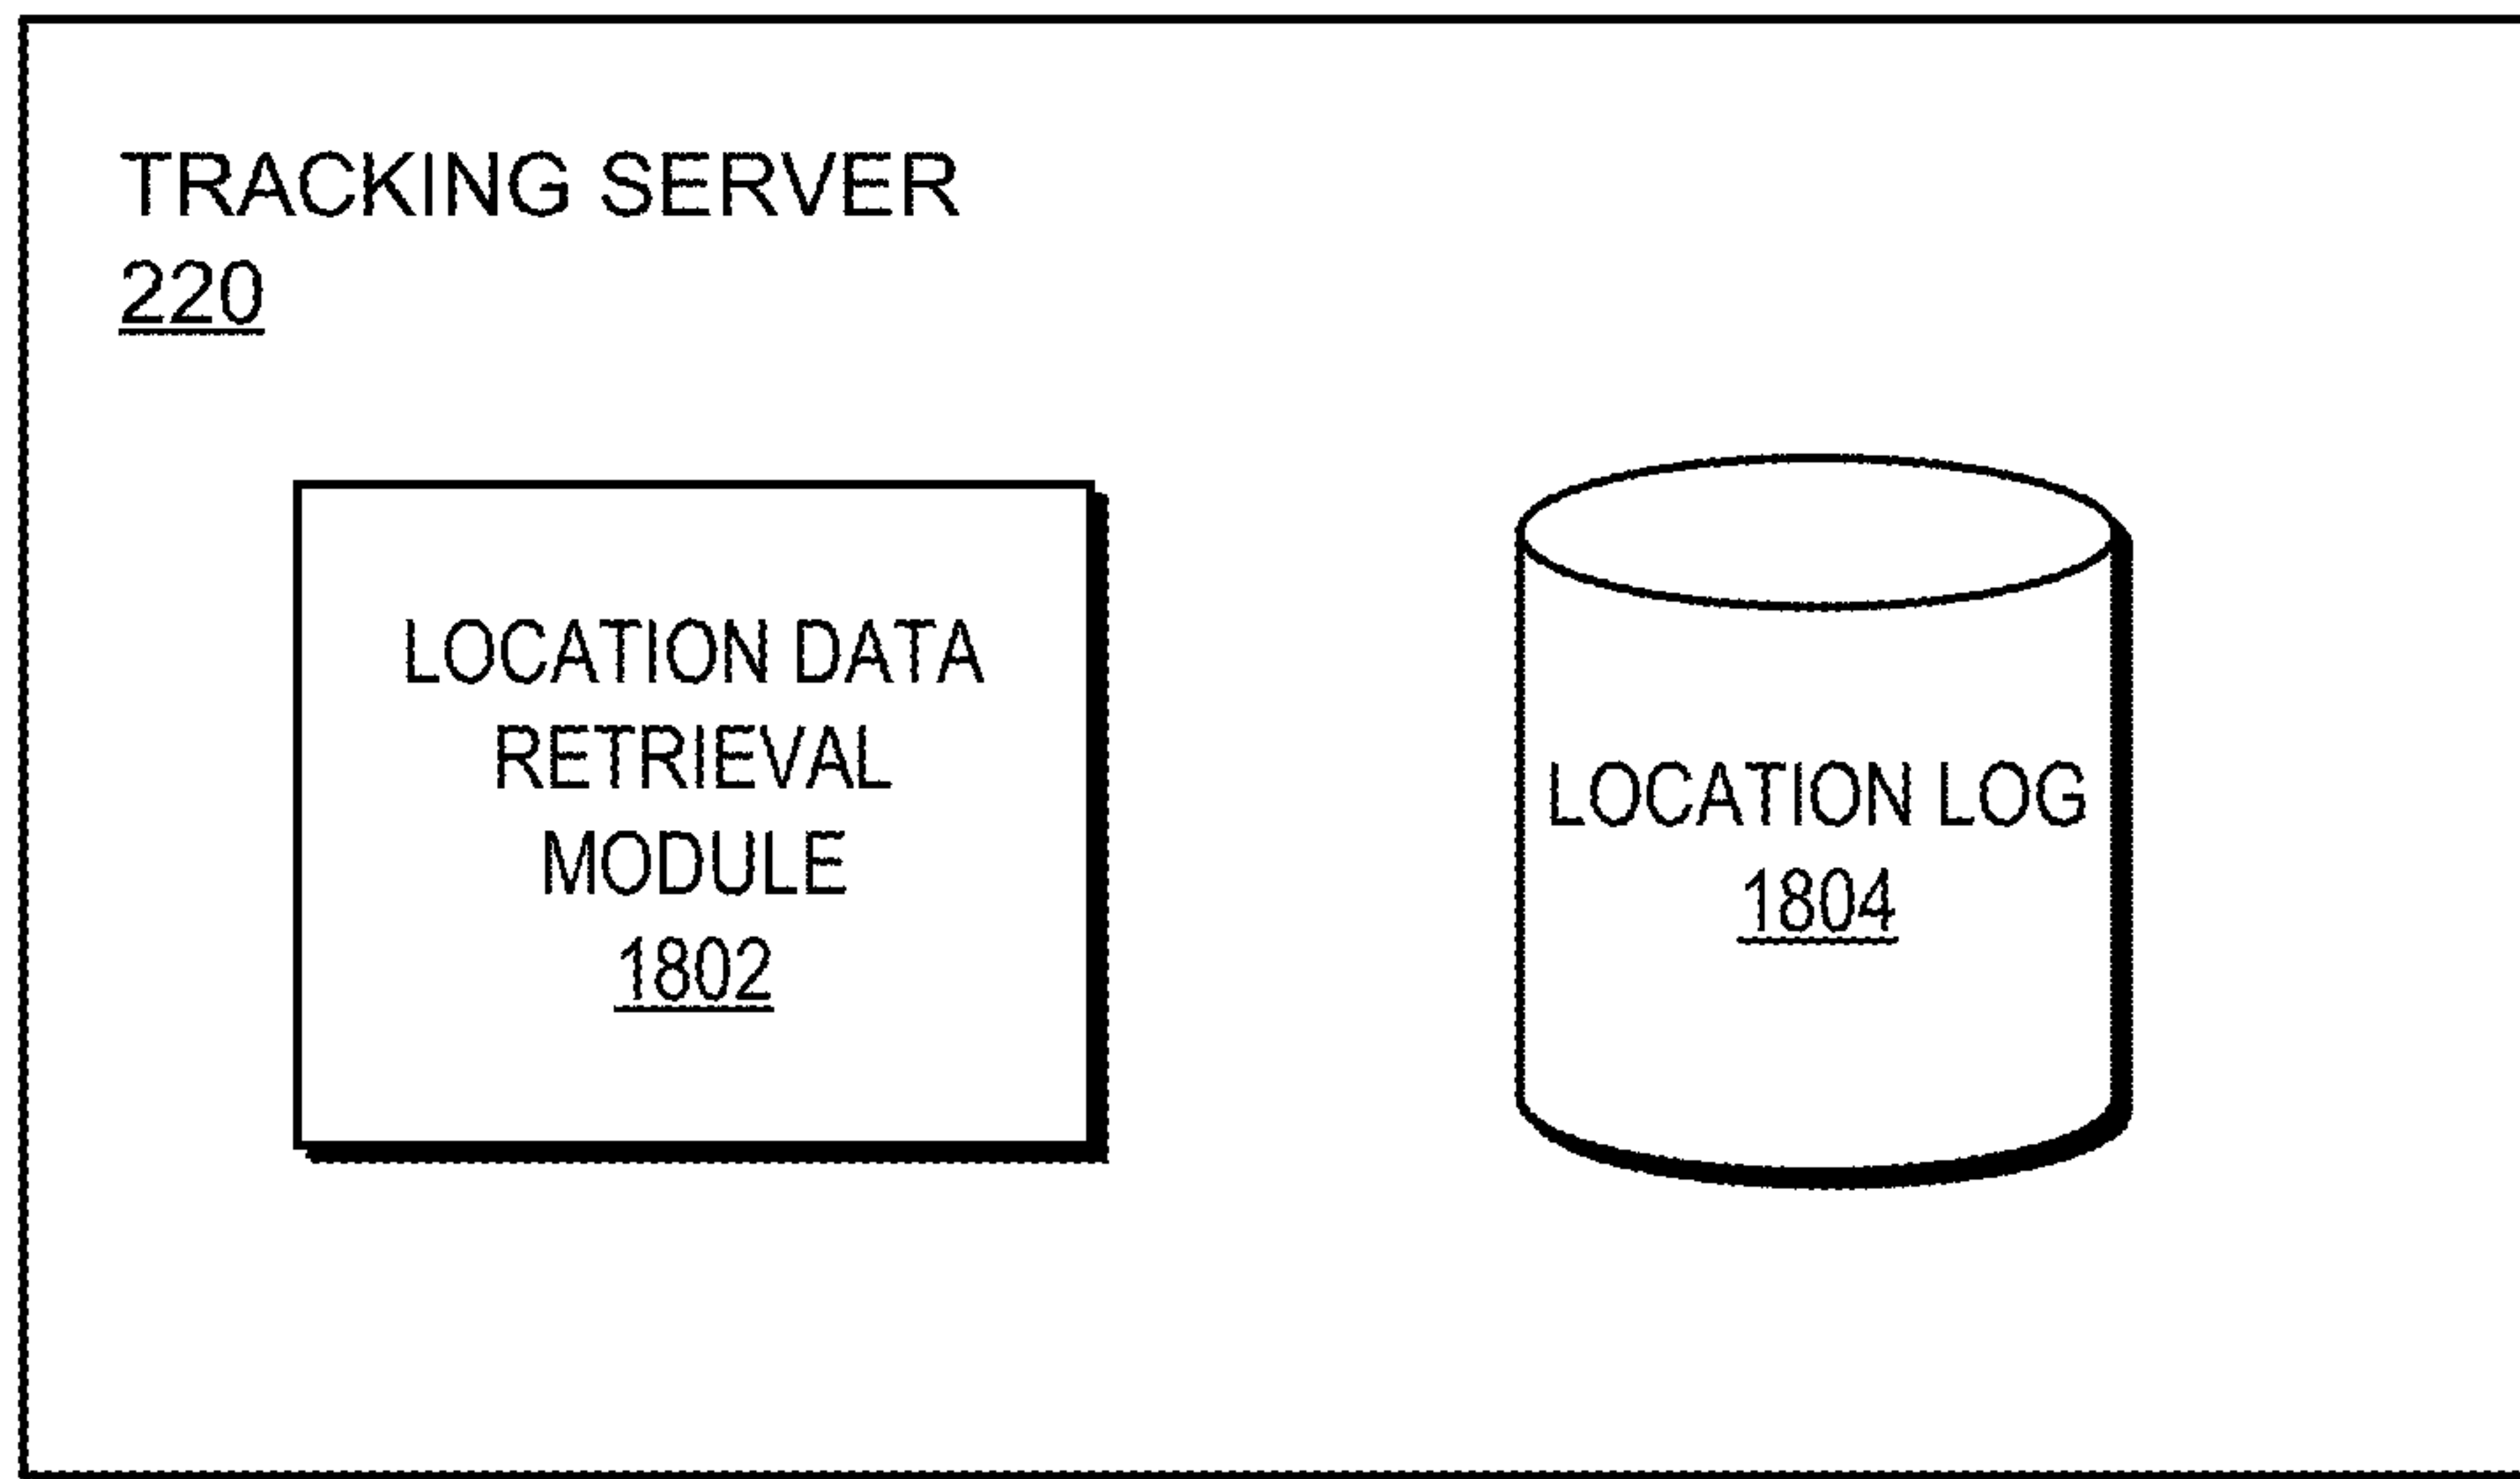 TRACKING SERVER
220
LOCATION DATA
RETRIEVAL
MODULE
1802
LOCATION LOG
1804